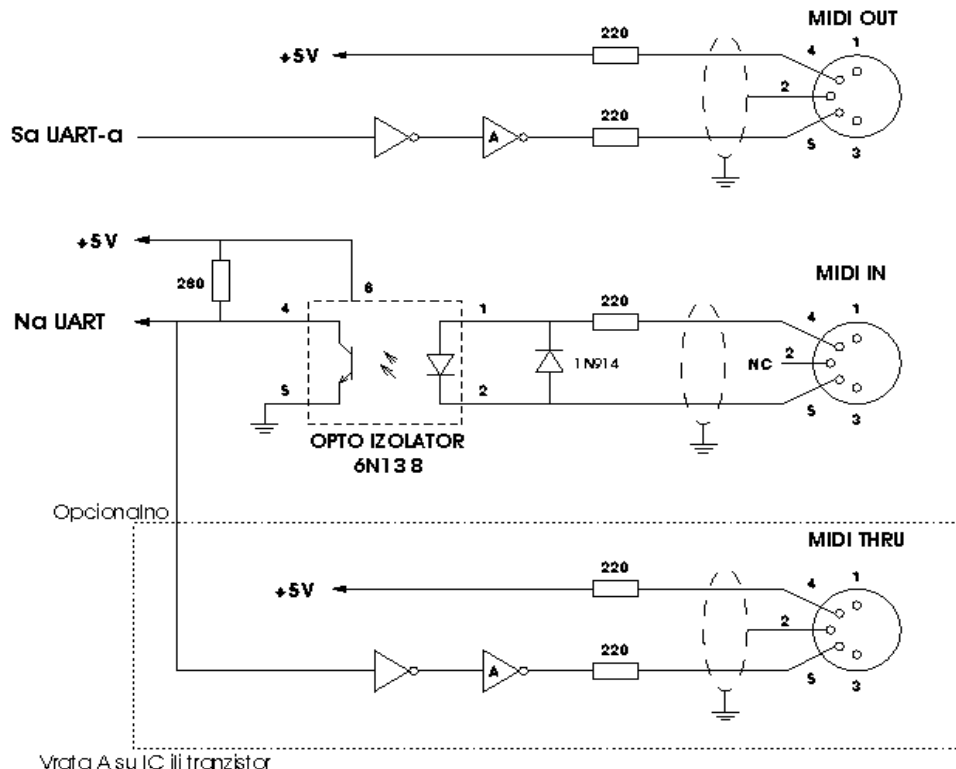 MIDI OUT
220
4
1
+5V
2
Sa UART-a
A
220
5
3
+5V
6
MIDI IN
280
4
1
220
4
1
Na UART
NC
2
1N914
5
2
5
3
OPTO IZOLATOR
6N138
Opcionalno
MIDI THRU
220
4
1
+5V
2
A
220
5
3
Vrata A su IC ili tranzistor